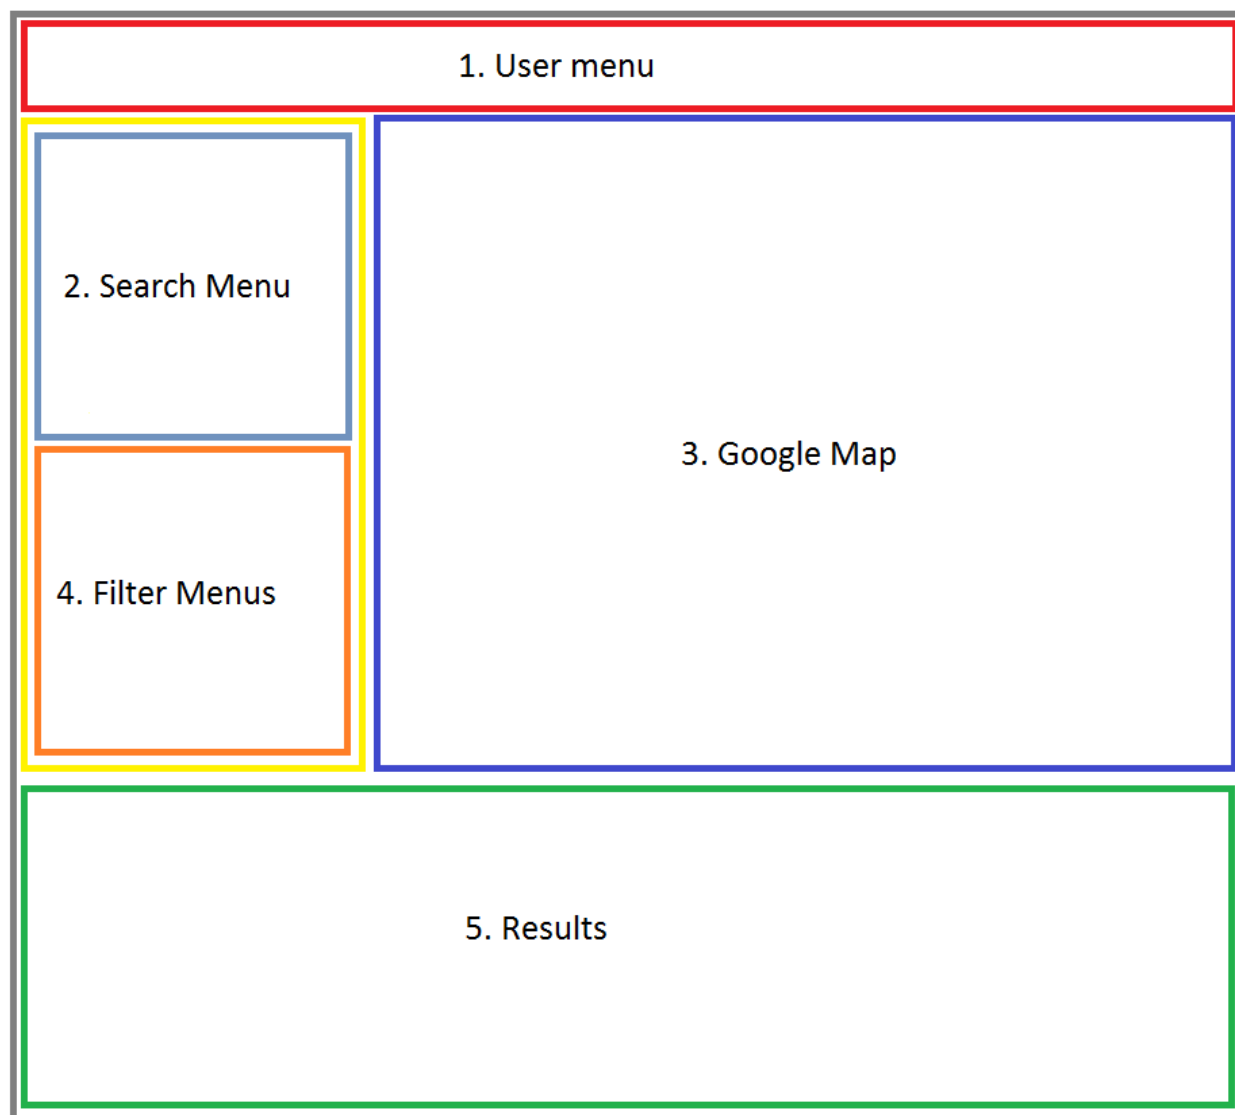 1. User menu
2. Search Menu
3. Google Map
4. Filter Menus
5. Results